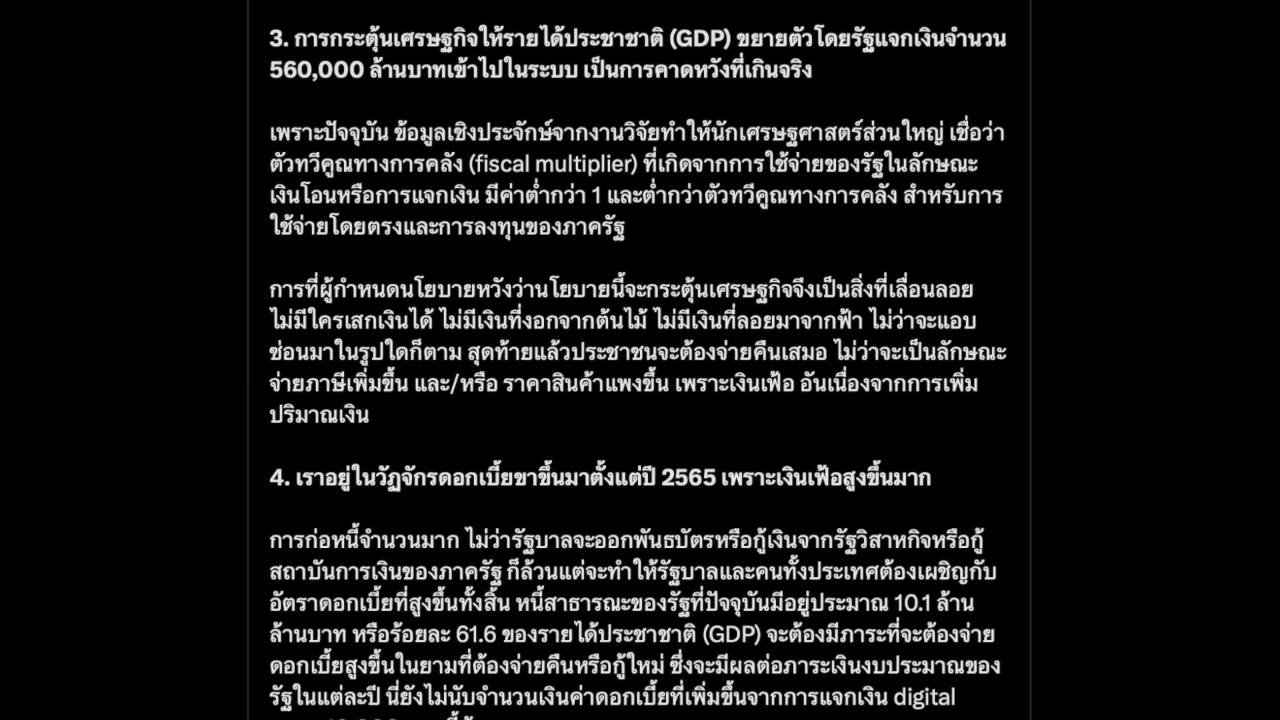 3. การกระตุ้นเศรษฐกิจให้รายได้ประชาชาติ (GDP) ขยายตัวโดยรัฐแจกเงินจำนวน
560,000 ล้านบาทเข้าไปในระบบ เป็นการคาดหวังที่เกินจริง
เพราะปัจจุบัน ข้อมูลเชิงประจักษ์จากงานวิจัยทำให้นักเศรษฐศาสตร์ส่วนใหญ่ เชื่อว่า
ตัวทวีคูณทางการคลัง (fiscal multiplier) ที่เกิดจากการใช้จ่ายของรัฐในลักษณะ
เงินโอนหรือการแจกเงิน มีค่าต่ำกว่า 1 และต่ำกว่าตัวทวีคูณทางการคลัง สำหรับการ
ใช้จ่ายโดยตรงและการลงทุนของภาครัฐ
การที่ผู้กำหนดนโยบายหวังว่านโยบายนี้จะกระตุ้นเศรษฐกิจจึงเป็นสิ่งที่เลื่อนลอย
ไม่มีใครเสกเงินได้ ไม่มีเงินที่งอกจากต้นไม้ ไม่มีเงินที่ลอยมาจากฟ้า ไม่ว่าจะแอบ
ซ่อนมาในรูปใดก็ตาม สุดท้ายแล้วประชาชนจะต้องจ่ายคืนเสมอ ไม่ว่าจะเป็นลักษณะ
จ่ายภาษีเพิ่มขึ้น และ/หรือ ราคาสินค้าแพงขึ้น เพราะเงินเฟ้อ อันเนื่องจากการเพิ่ม
ปริมาณเงิน
4. เราอยู่ในวัฏจักรดอกเบี้ยขาขึ้นมาตั้งแต่ปี 2565 เพราะเงินเฟ้อสูงขึ้นมาก
การก่อหนี้จำนวนมาก ไม่ว่ารัฐบาลจะออกพันธบัตรหรือกู้เงินจากรัฐวิสาหกิจหรือกู้
สถาบันการเงินของภาครัฐ ก็ล้วนแต่จะทำให้รัฐบาลและคนทั้งประเทศต้องเผชิญกับ
อัตราดอกเบี้ยที่สูงขึ้นทั้งสิ้น หนี้สาธารณะของรัฐที่ปัจจุบันมีอยู่ประมาณ 10.1 ล้าน
ล้านบาท หรือร้อยละ 61.6 ของรายได้ประชาชาติ (GDP) จะต้องมีภาระที่จะต้องจ่าย
ดอกเบี้ยสูงขึ้นในยามที่ต้องจ่ายคืนหรือกู้ใหม่ ซึ่งจะมีผลต่อภาระเงินงบประมาณของ
รัฐในแต่ละปี นี่ยังไม่นับจำนวนเงินค่าดอกเบี้ยที่เพิ่มขึ้นจากการแจกเงิน digital